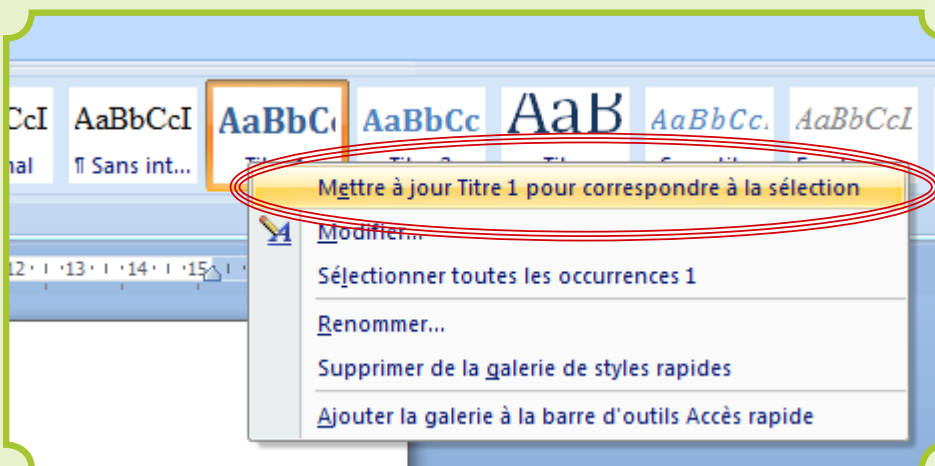 CcI AaBbCcI AaBbC AaBbCc AaB AaBbCc. AaBbCcL
nal ¶ Sans int...
Mettre à jour Titre 1 pour correspondre à la sélection
Modifier...
12 · 13 · 14 · 15
Sélectionner toutes les occurrences 1
Renommer...
Supprimer de la galerie de styles rapides
Ajouter la galerie à la barre d'outils Accès rapide